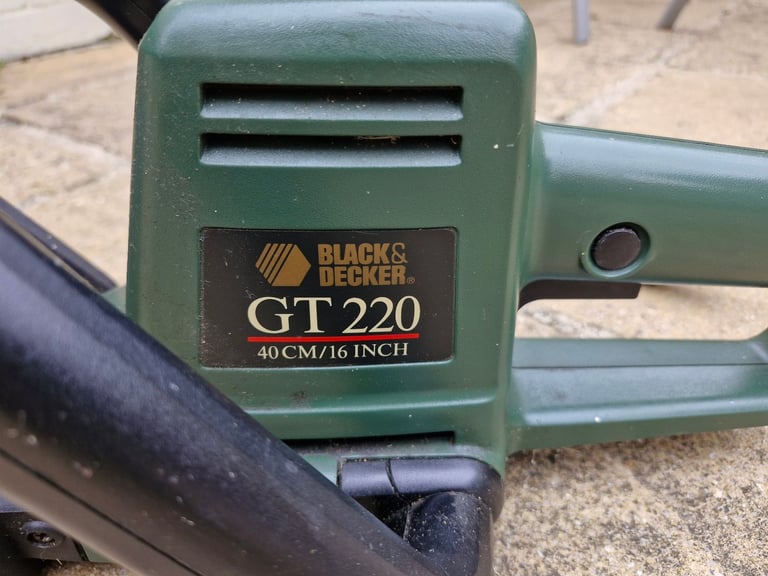 BLACK&
DECKER®
GT 220
40 CM/16 INCH